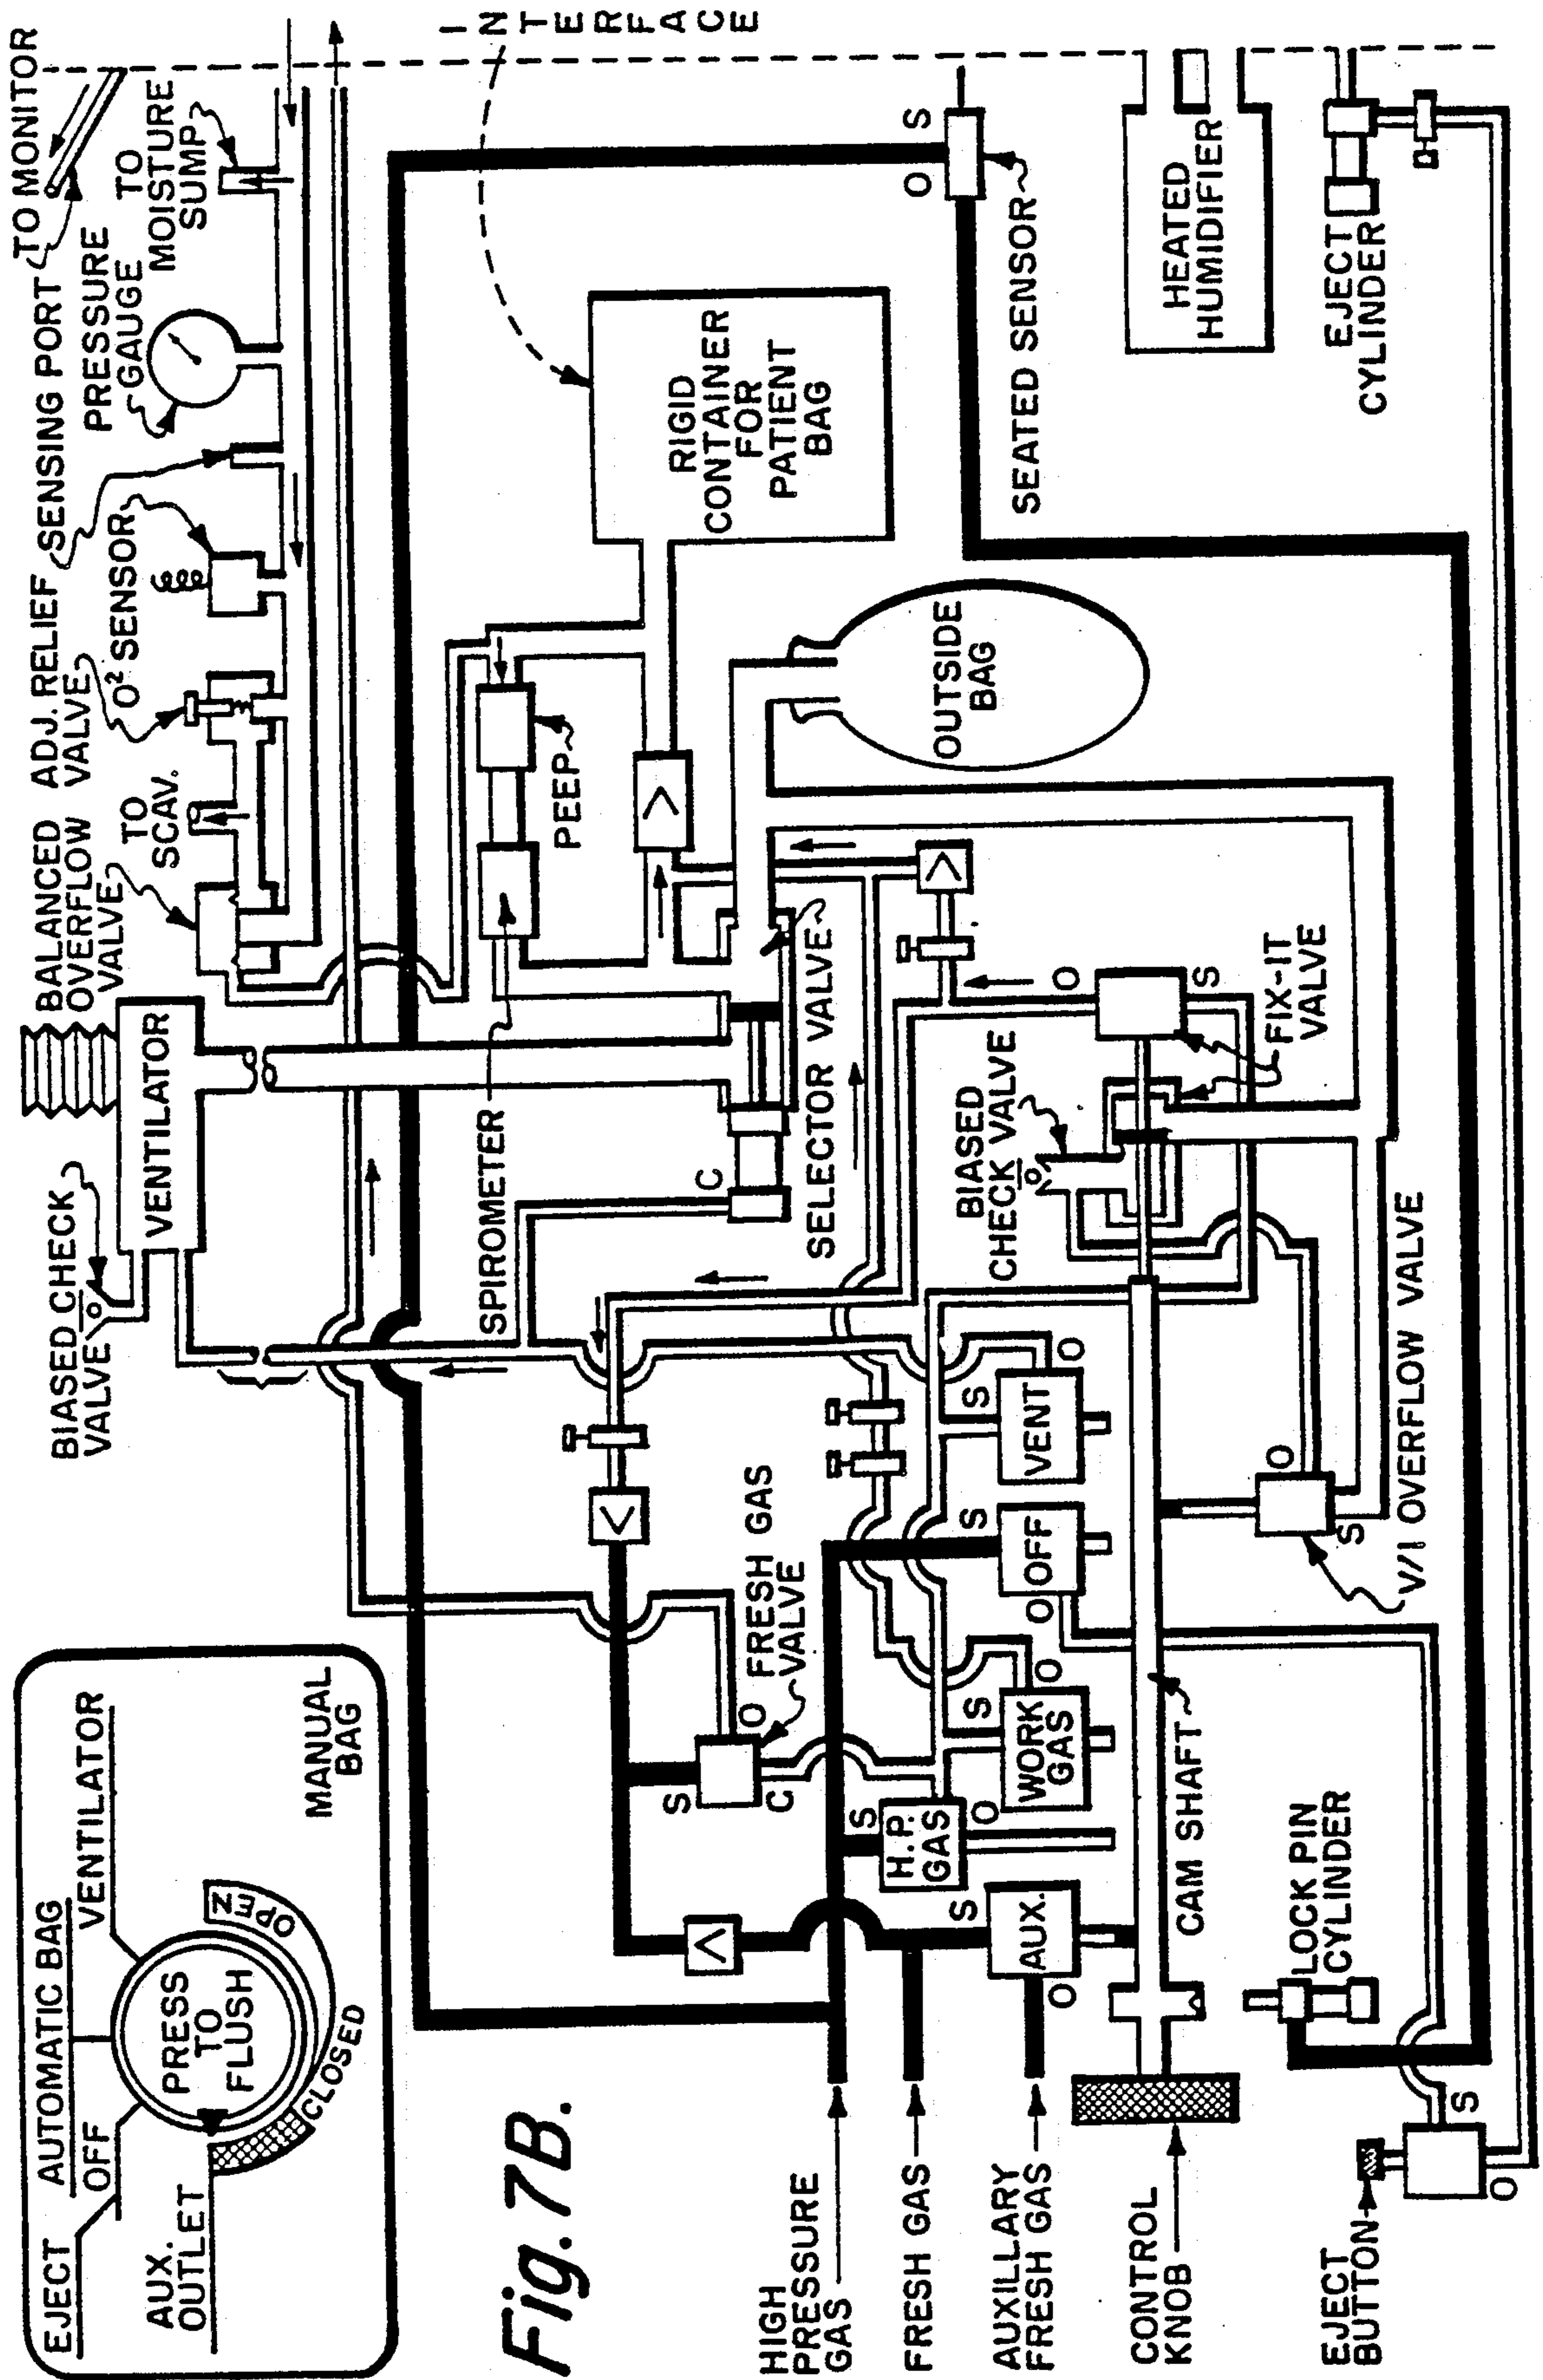 EJECT
AUTOMATIC BAG
OFF
VENTILATOR
AUX.
OUTLET
PRESS
TO
FLUSH
OPEN
CLOSED
MANUAL
BAG
Fig. 7B.
HIGH
PRESSURE
GAS
FRESH GAS
AUXILLARY
FRESH GAS
CONTROL
KNOB
EJECT
BUTTON
S
O
LOCK PIN
CYLINDER
CAM SHAFT
AUX.
S
O
H.P.
GAS
S
O
WORK
GAS
S
O
OFF
S
O
VENT
S
O
FRESH GAS
VALVE
S
O
C
V/I OVERFLOW VALVE
S
O
BIASED
CHECK VALVE
FIX-IT
VALVE
O
S
BIASED CHECK
VALVE
VENTILATOR
SPIROMETER
SELECTOR VALVE
C
BALANCED
OVERFLOW
VALVE
TO
SCAV.
ADJ. RELIEF
VALVE
O² SENSOR
SENSING PORT
PRESSURE
GAUGE
TO
MOISTURE
SUMP
TO MONITOR
PEEP
OUTSIDE
BAG
RIGID
CONTAINER
FOR
PATIENT
BAG
INTERFACE
O
S
SEATED SENSOR
HEATED
HUMIDIFIER
EJECT
CYLINDER